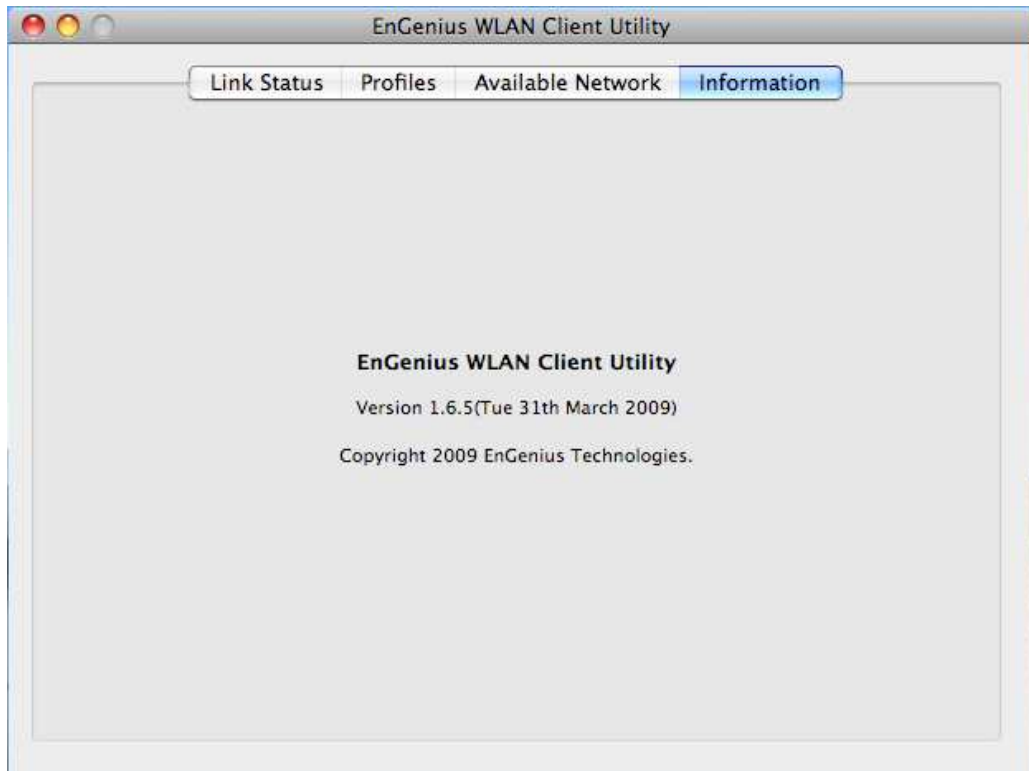 EnGenius WLAN Client Utility
Link Status Profiles Available Network Information
EnGenius WLAN Client Utility
Version 1.6.5(Tue 31th March 2009)
Copyright 2009 EnGenius Technologies.